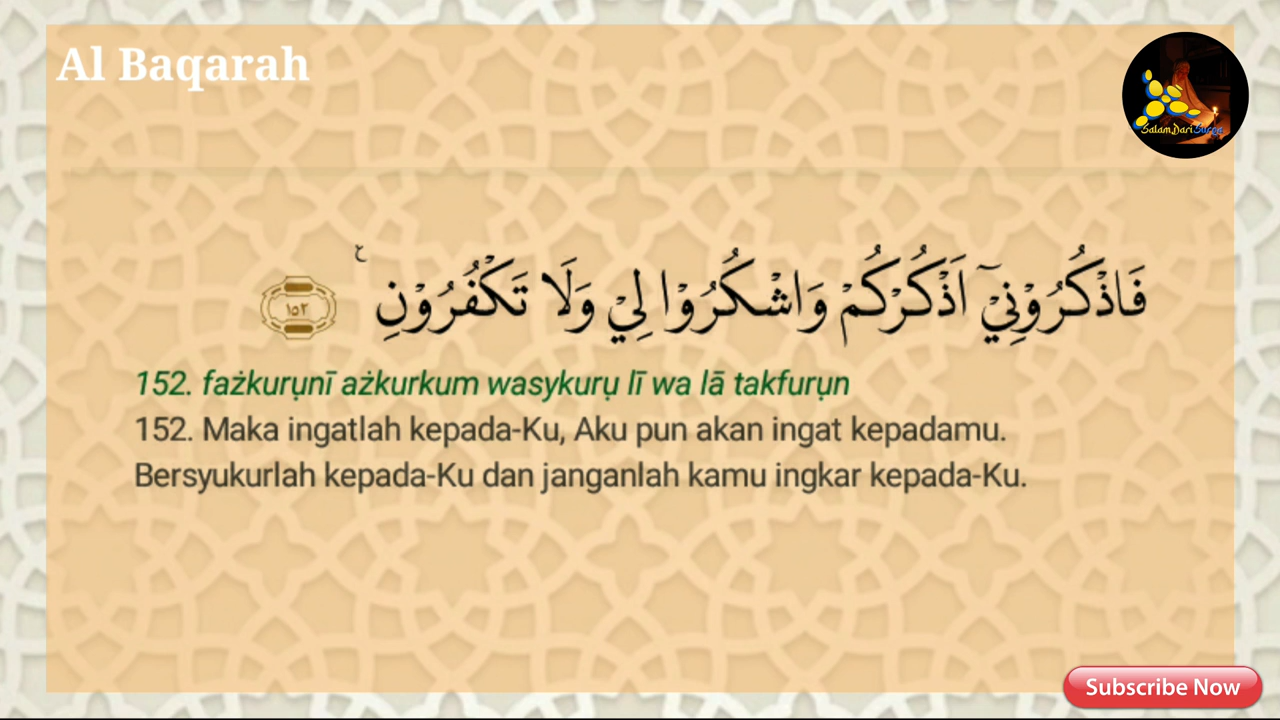 Al Baqarah
SalamDariSurga
فَاذْكُرُوْنِيْٓ اَذْكُرْكُمْ وَاشْكُرُوْا لِيْ وَلَا تَكْفُرُوْنِ ࣖ ١٥٢
152. fażkurụnī ażkurkum wasykurụ lī wa lā takfurụn
152. Maka ingatlah kepada-Ku, Aku pun akan ingat kepadamu.
Bersyukurlah kepada-Ku dan janganlah kamu ingkar kepada-Ku.
Subscribe Now